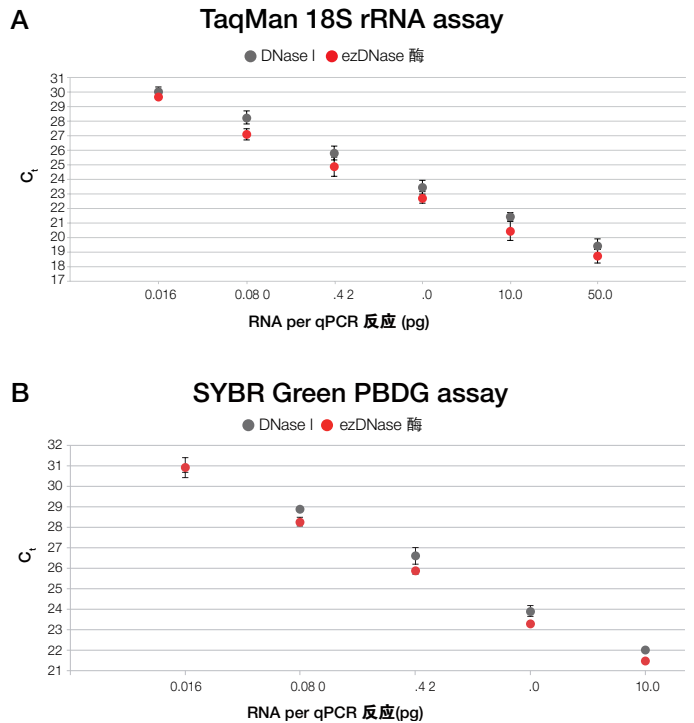 A
TaqMan 18S rRNA assay
DNase I ezDNase 酶
31
30
29
28
27
26
25
24
23
22
21
20
19
18
17
Ct
0.016 0.08 0 .4 2 .0 10.0 50.0
RNA per qPCR 反应 (pg)
B
SYBR Green PBDG assay
DNase I ezDNase 酶
32
31
30
29
28
27
26
25
24
23
22
21
Ct
0.016 0.08 0 .4 2 .0 10.0
RNA per qPCR 反应(pg)